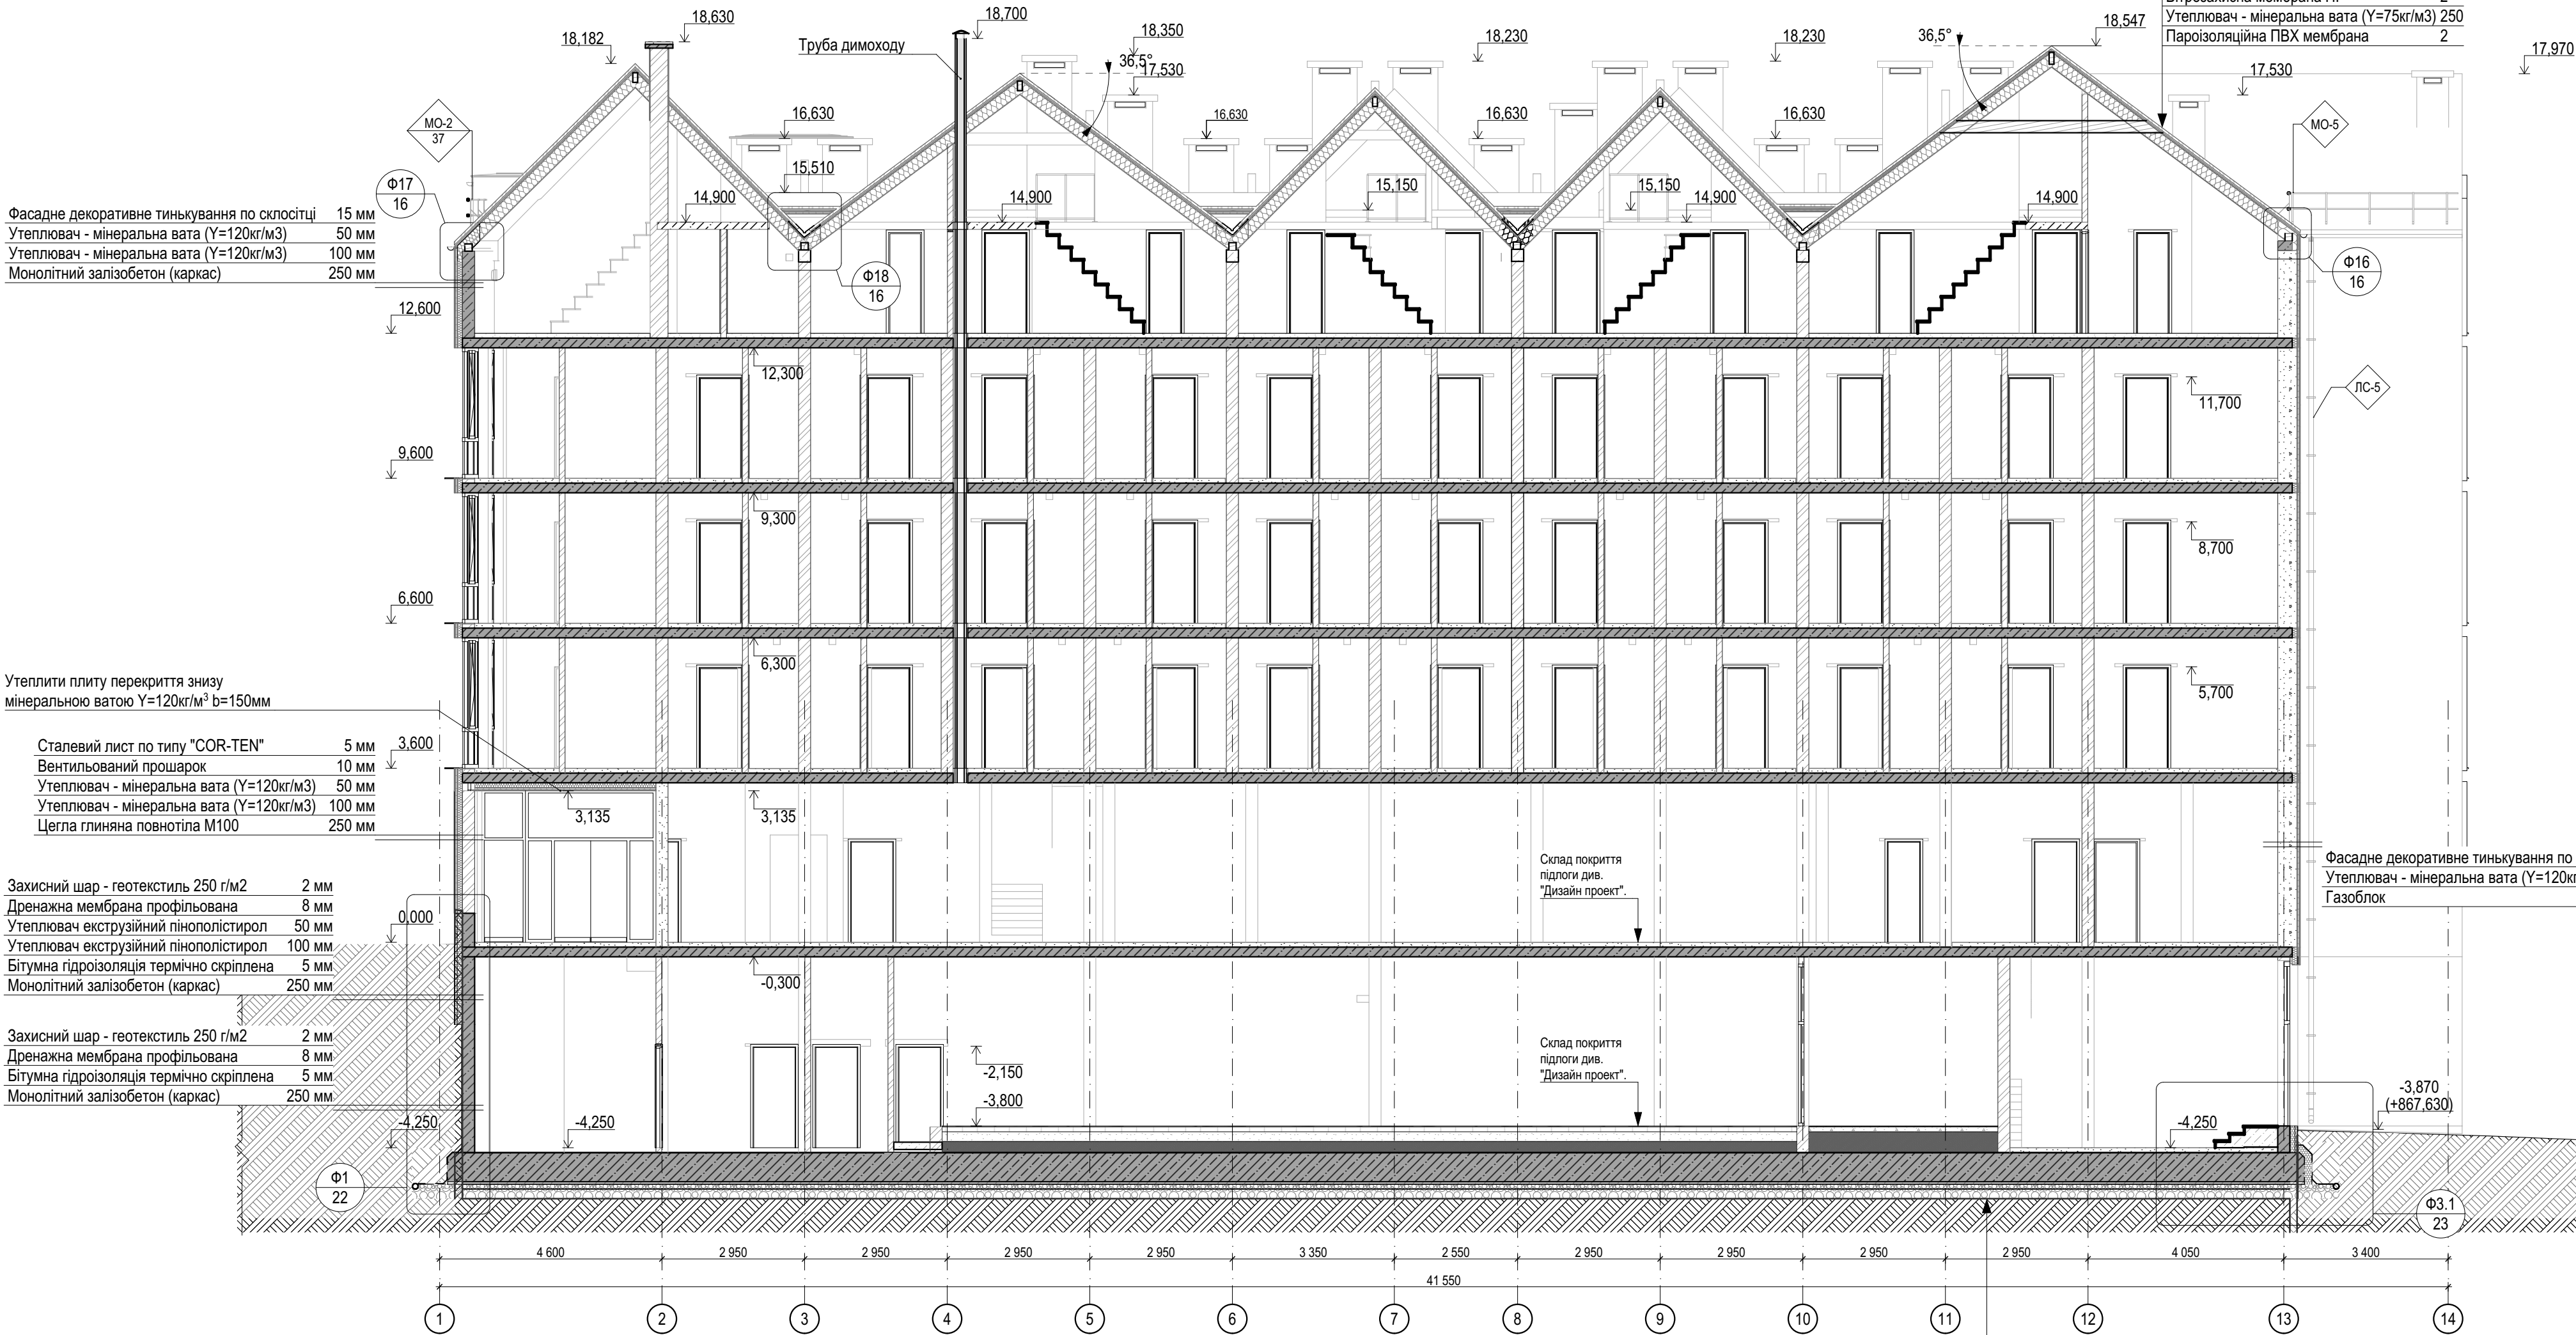 18,182
18,630
Труба димоходу
18,700
18,350
36,5°
17,530
18,230
18,230
36,5°
18,547
Утеплювач - мінеральна вата (Y=75кг/м3) 250
Пароізоляційна ПВХ мембрана 2
17,530
17,970
МО-2
37
16,630
16,630
16,630
16,630
МО-5
Ф17
16
15,510
14,900
14,900
15,150
15,150
14,900
14,900
Фасадне декоративне тинькування по склосітці 15 мм
Утеплювач - мінеральна вата (Y=120кг/м3) 50 мм
Утеплювач - мінеральна вата (Y=120кг/м3) 100 мм
Монолітний залізобетон (каркас) 250 мм
Ф18
16
Ф16
16
12,600
12,300
11,700
ЛС-5
9,600
9,300
8,700
6,600
6,300
5,700
Утеплити плиту перекриття знизу
мінеральною ватою Y=120кг/м³ b=150мм
Сталевий лист по типу "COR-TEN" 5 мм
Вентильований прошарок 10 мм
Утеплювач - мінеральна вата (Y=120кг/м3) 50 мм
Утеплювач - мінеральна вата (Y=120кг/м3) 100 мм
Цегла глиняна повнотіла М100 250 мм
3,600
3,135
3,135
Склад покриття
підлоги див.
"Дизайн проект".
Фасадне декоративне тинькування по
Утеплювач - мінеральна вата (Y=120кг
Газоблок
Захисний шар - геотекстиль 250 г/м2 2 мм
Дренажна мембрана профільована 8 мм
Утеплювач екструзійний пінополістирол 50 мм
Утеплювач екструзійний пінополістирол 100 мм
Бітумна гідроізоляція термічно скріплена 5 мм
Монолітний залізобетон (каркас) 250 мм
0,000
-0,300
Захисний шар - геотекстиль 250 г/м2 2 мм
Дренажна мембрана профільована 8 мм
Бітумна гідроізоляція термічно скріплена 5 мм
Монолітний залізобетон (каркас) 250 мм
Склад покриття
підлоги див.
"Дизайн проект".
-2,150
-3,800
-3,870
(+867,630)
-4,250
-4,250
-4,250
Ф1
22
Ф3.1
23
4 600 2 950 2 950 2 950 2 950 3 350 2 550 2 950 2 950 2 950 2 950 4 050 3 400
41 550
1 2 3 4 5 6 7 8 9 10 11 12 13 14